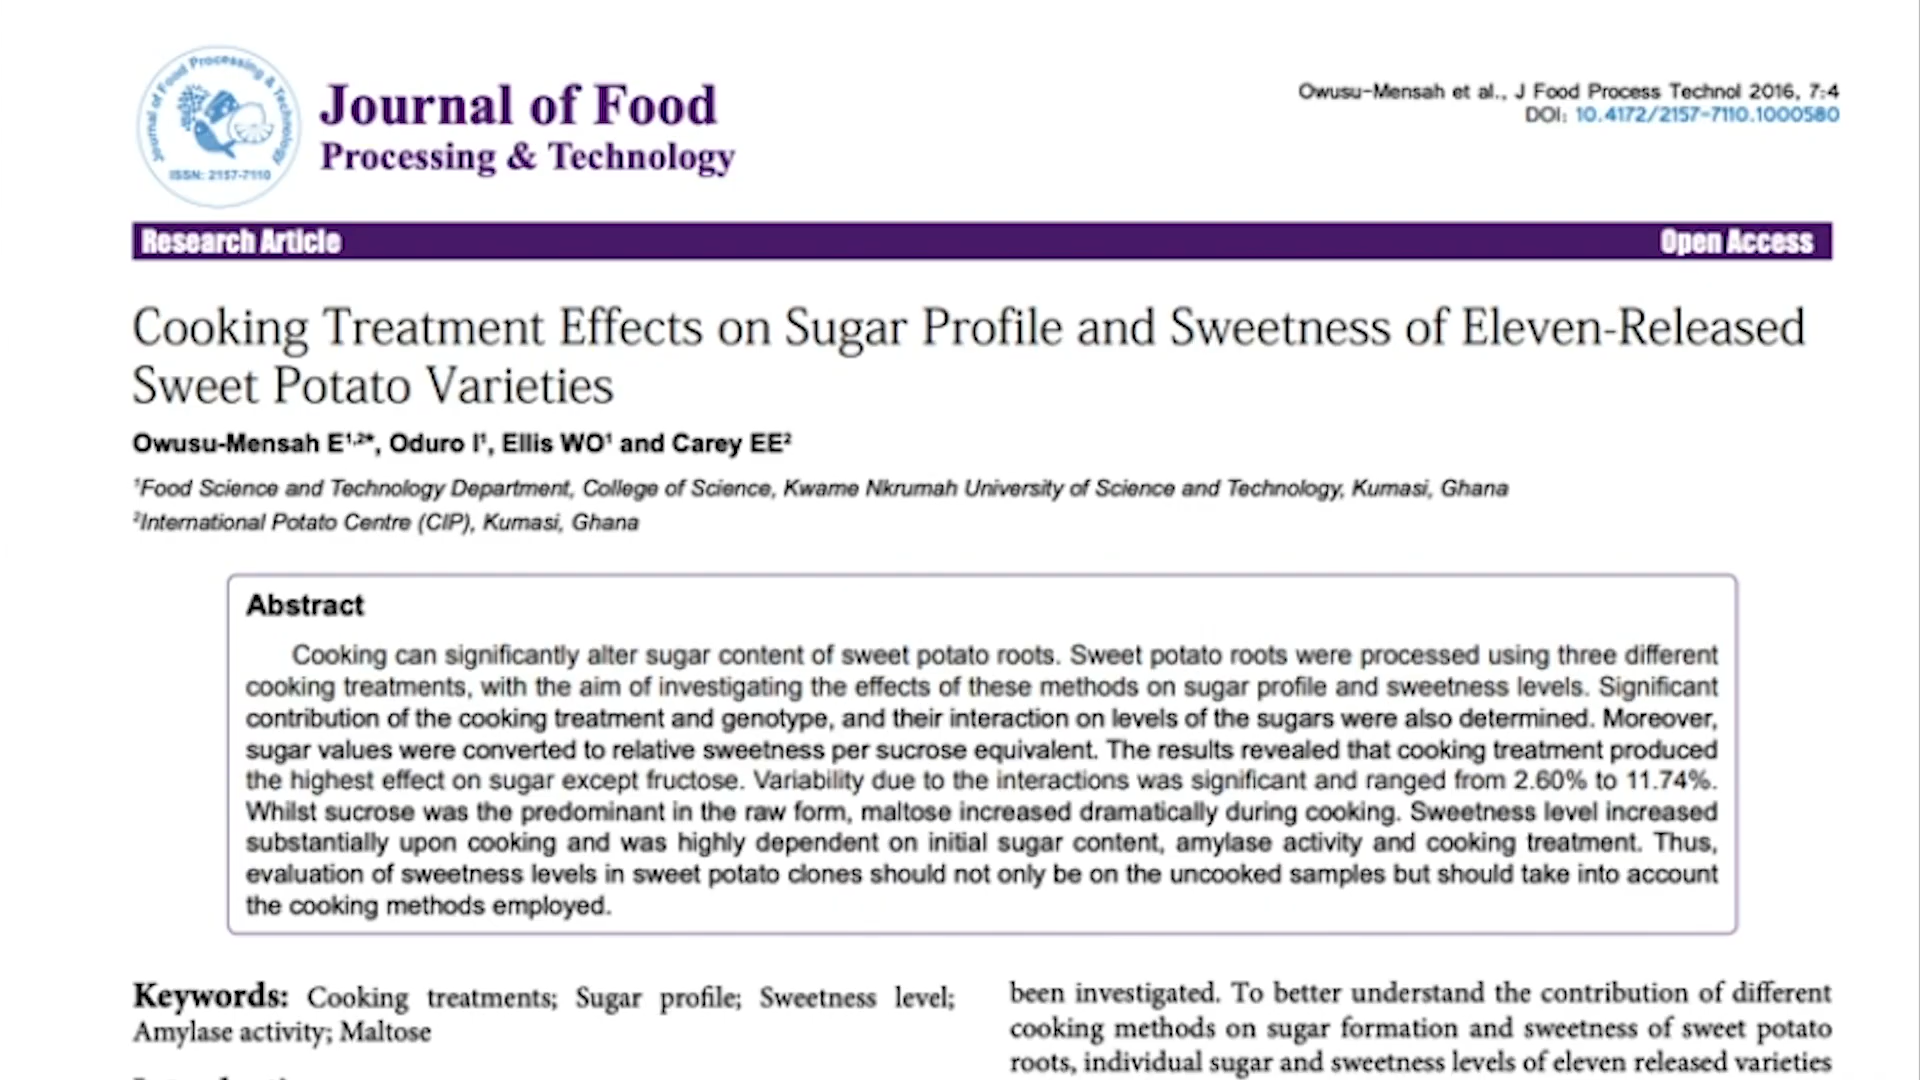 Journal of Food Processing & Technology
ISSN: 2157-7110
Journal of Food
Processing & Technology
Owusu-Mensah et al., J Food Process Technol 2016, 7:4
DOI: 10.4172/2157-7110.1000580
Research Article
Open Access
Cooking Treatment Effects on Sugar Profile and Sweetness of Eleven-Released
Sweet Potato Varieties
Owusu-Mensah E¹,²*, Oduro I¹, Ellis WO¹ and Carey EE²
¹Food Science and Technology Department, College of Science, Kwame Nkrumah University of Science and Technology, Kumasi, Ghana
²International Potato Centre (CIP), Kumasi, Ghana
Abstract
Cooking can significantly alter sugar content of sweet potato roots. Sweet potato roots were processed using three different
cooking treatments, with the aim of investigating the effects of these methods on sugar profile and sweetness levels. Significant
contribution of the cooking treatment and genotype, and their interaction on levels of the sugars were also determined. Moreover,
sugar values were converted to relative sweetness per sucrose equivalent. The results revealed that cooking treatment produced
the highest effect on sugar except fructose. Variability due to the interactions was significant and ranged from 2.60% to 11.74%.
Whilst sucrose was the predominant in the raw form, maltose increased dramatically during cooking. Sweetness level increased
substantially upon cooking and was highly dependent on initial sugar content, amylase activity and cooking treatment. Thus,
evaluation of sweetness levels in sweet potato clones should not only be on the uncooked samples but should take into account
the cooking methods employed.
Keywords: Cooking treatments; Sugar profile; Sweetness level;
Amylase activity; Maltose
been investigated. To better understand the contribution of different
cooking methods on sugar formation and sweetness of sweet potato
roots, individual sugar and sweetness levels of eleven released varieties